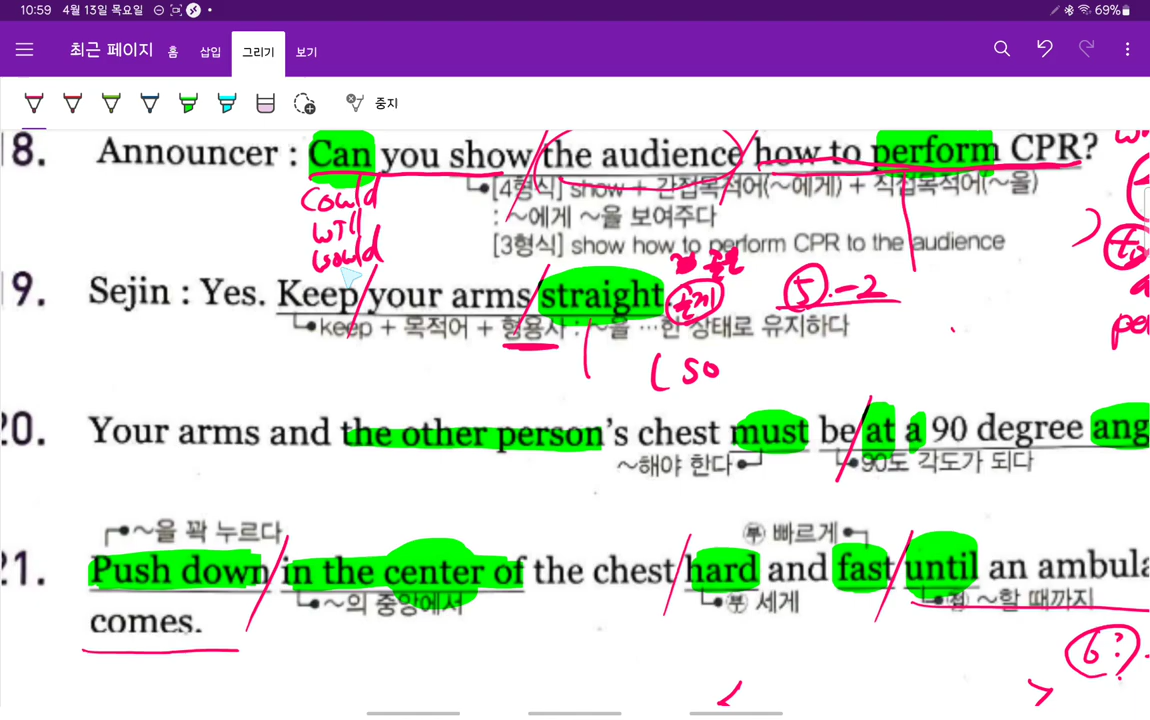 10:59 4월 13일 목요일 69%
최근 페이지 홈 삽입 그리기 보기
중지
18. Announcer : Can you show the audience how to perform CPR?
[4형식] show + 간접목적어(~에게) + 직접목적어(~을)
could
: ~에게 ~을 보여주다
will
[3형식] show how to perform CPR to the audience
would
19. Sejin : Yes. Keep your arms straight.
⑤.-2
keep + 목적어 + 형용사 : ~을 …한 상태로 유지하다
(so
20. Your arms and the other person's chest must be at a 90 degree ang
~해야 한다
90도 각도가 되다
~을 꽉 누르다
㊫ 빠르게
21. Push down in the center of the chest hard and fast until an ambula
~의 중앙에서
세게
~할 때까지
comes.
6?